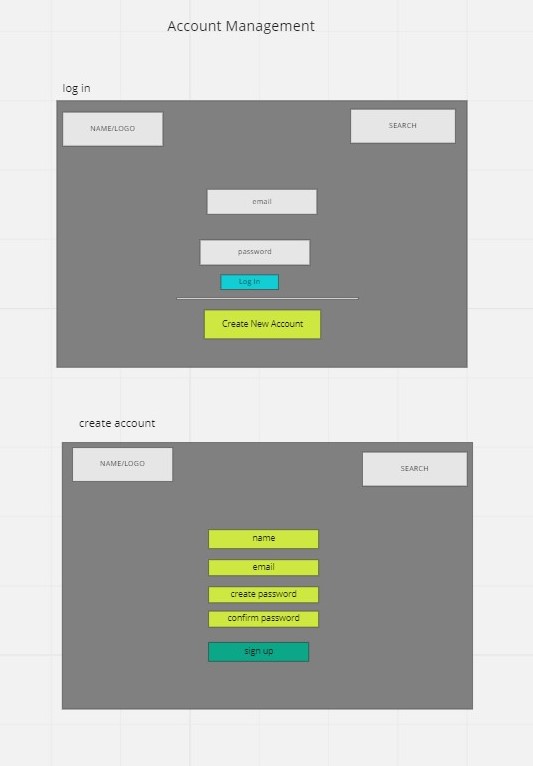 Account Management
log in
NAME/LOGO
SEARCH
email
password
Log in
Create New Account
create account
NAME/LOGO
SEARCH
name
email
create password
confirm password
sign up